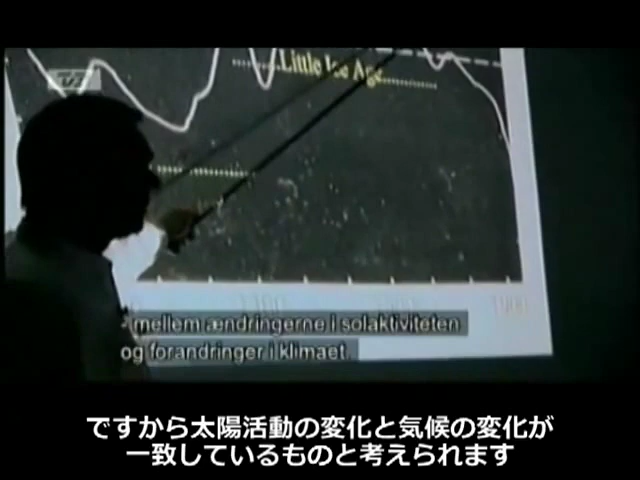 Little Ice Age
- mellem ændringerne i solaktiviteten
og forandringer i klimaet.
ですから太陽活動の変化と気候の変化が
一致しているものと考えられます